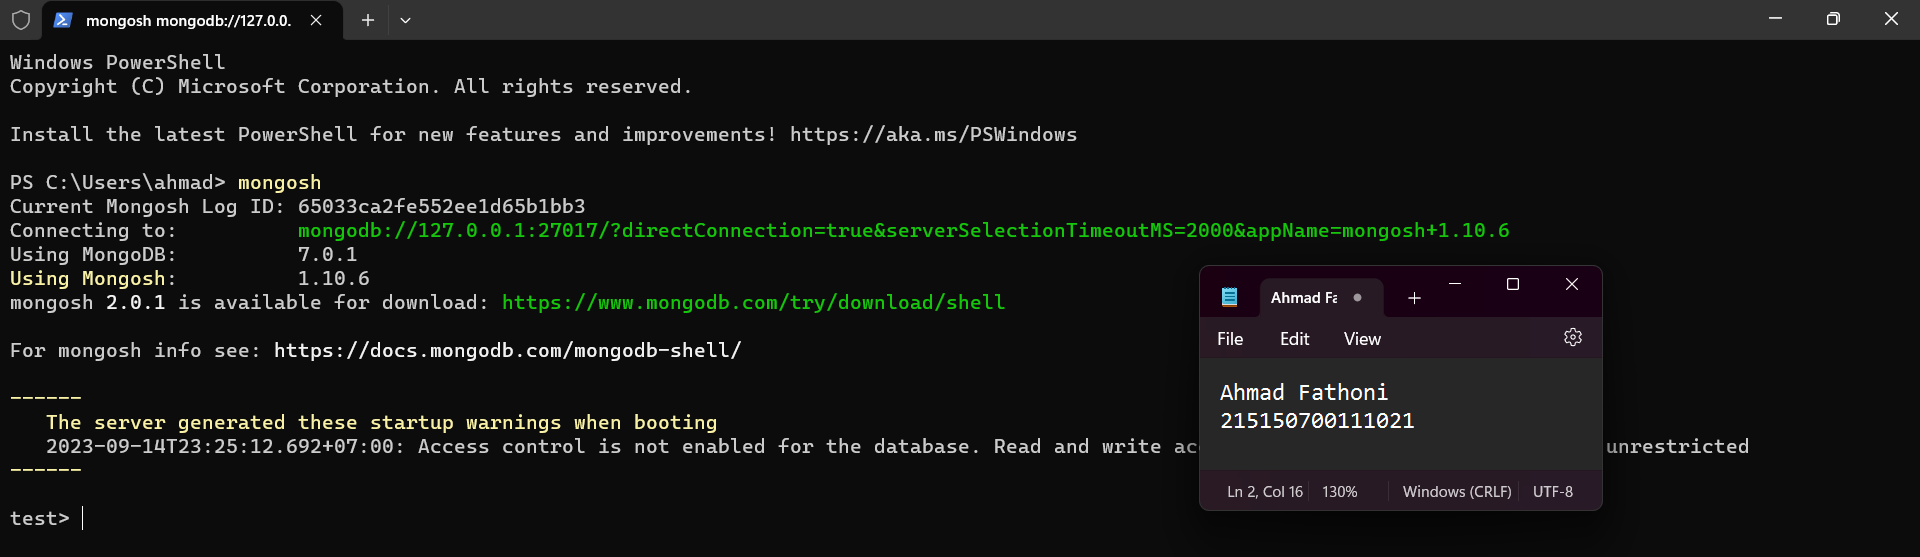 mongosh mongodb://127.0.0.
Windows PowerShell
Copyright (C) Microsoft Corporation. All rights reserved.
Install the latest PowerShell for new features and improvements! https://aka.ms/PSWindows
PS C:\Users\ahmad> mongosh
Current Mongosh Log ID: 65033ca2fe552ee1d65b1bb3
Connecting to: mongodb://127.0.0.1:27017/?directConnection=true&serverSelectionTimeoutMS=2000&appName=mongosh+1.10.6
Using MongoDB: 7.0.1
Using Mongosh: 1.10.6
mongosh 2.0.1 is available for download: https://www.mongodb.com/try/download/shell
For mongosh info see: https://docs.mongodb.com/mongodb-shell/
------
The server generated these startup warnings when booting
2023-09-14T23:25:12.692+07:00: Access control is not enabled for the database. Read and write unrestricted
------
test>
Ahmad Fa
File Edit View
Ahmad Fathoni
215150700111021
Ln 2, Col 16 130% Windows (CRLF) UTF-8